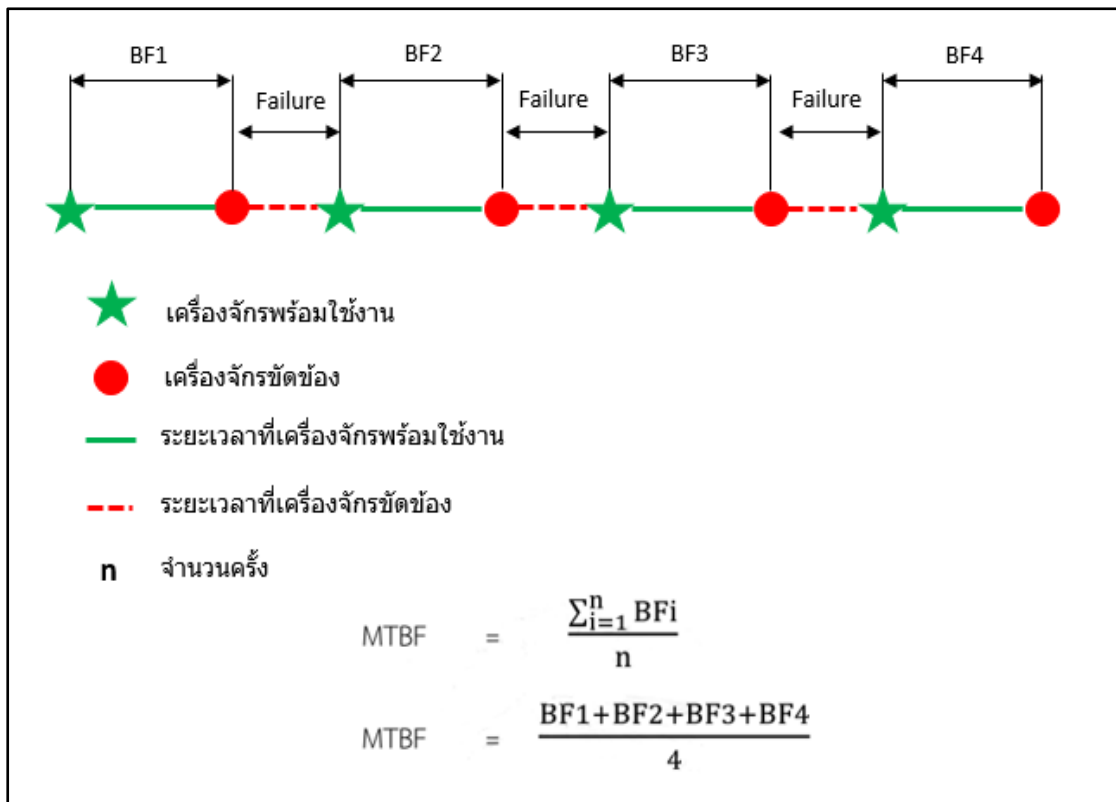 BF1 BF2 BF3 BF4
Failure Failure Failure
เครื่องจักรพร้อมใช้งาน
เครื่องจักรขัดข้อง
ระยะเวลาที่เครื่องจักรพร้อมใช้งาน
ระยะเวลาที่เครื่องจักรขัดข้อง
n จำนวนครั้ง
MTBF = \frac{\sum_{i=1}^{n} BFi}{n}
MTBF = \frac{BF1+BF2+BF3+BF4}{4}